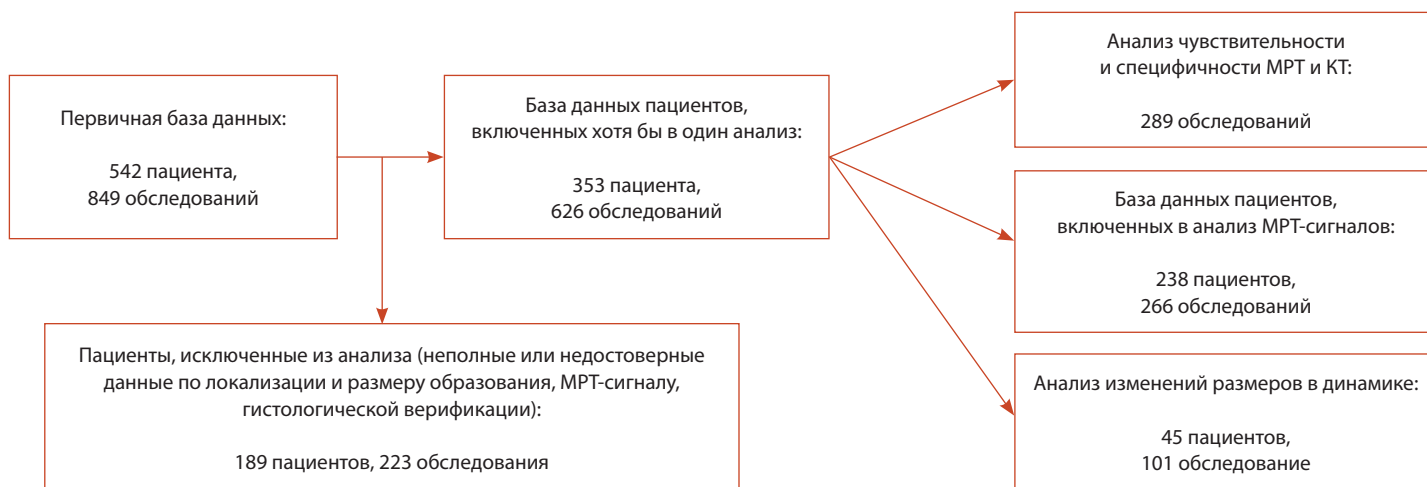 Первичная база данных:
542 пациента,
849 обследований
База данных пациентов,
включенных хотя бы в один анализ:
353 пациента,
626 обследований
Пациенты, исключенные из анализа (неполные или недостоверные
данные по локализации и размеру образования, МРТ-сигналу,
гистологической верификации):
189 пациентов, 223 обследования
Анализ чувствительности
и специфичности МРТ и КТ:
289 обследований
База данных пациентов,
включенных в анализ МРТ-сигналов:
238 пациентов,
266 обследований
Анализ изменений размеров в динамике:
45 пациентов,
101 обследование